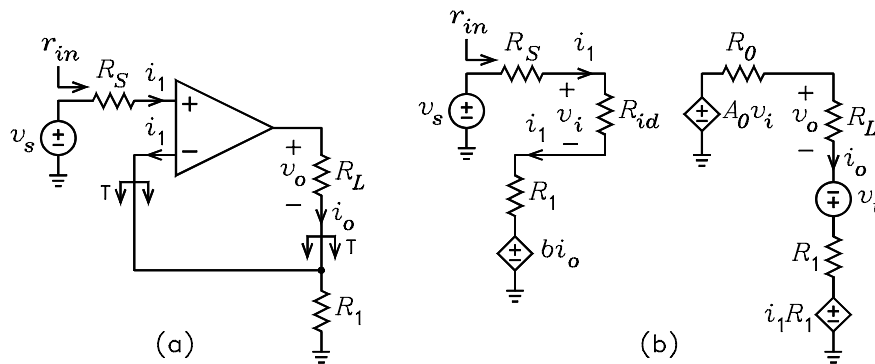 r_in
R_S
i_1
+
v_s
i_1
−
+
v_o
R_L
−
i_o
T
T
R_1
(a)
r_in
R_S
i_1
+
v_s
v_i
R_id
i_1
−
R_1
bi_o
R_0
A_0v_i
+
v_o
R_L
−
i_o
R_1
i_1R_1
(b)